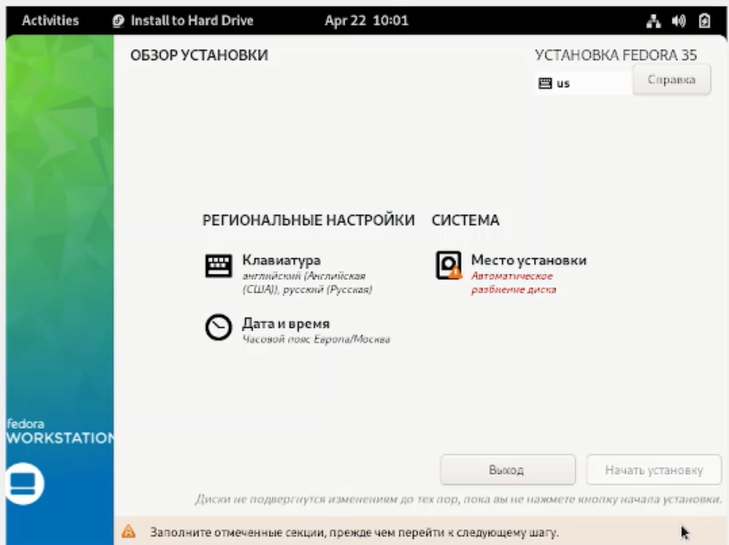 Activities Install to Hard Drive Apr 22 10:01
ОБЗОР УСТАНОВКИ
УСТАНОВКА FEDORA 35
us Справка
РЕГИОНАЛЬНЫЕ НАСТРОЙКИ СИСТЕМА
Клавиатура
английский (Английская
(США)), русский (Русская)
Место установки
Автоматическое
разбиение диска
Дата и время
Часовой пояс Европа/Москва
fedora
WORKSTATION
Выход Начать установку
Диски не подвергнутся изменениям до тех пор, пока вы не нажмете кнопку начала установки.
Заполните отмеченные секции, прежде чем перейти к следующему шагу.